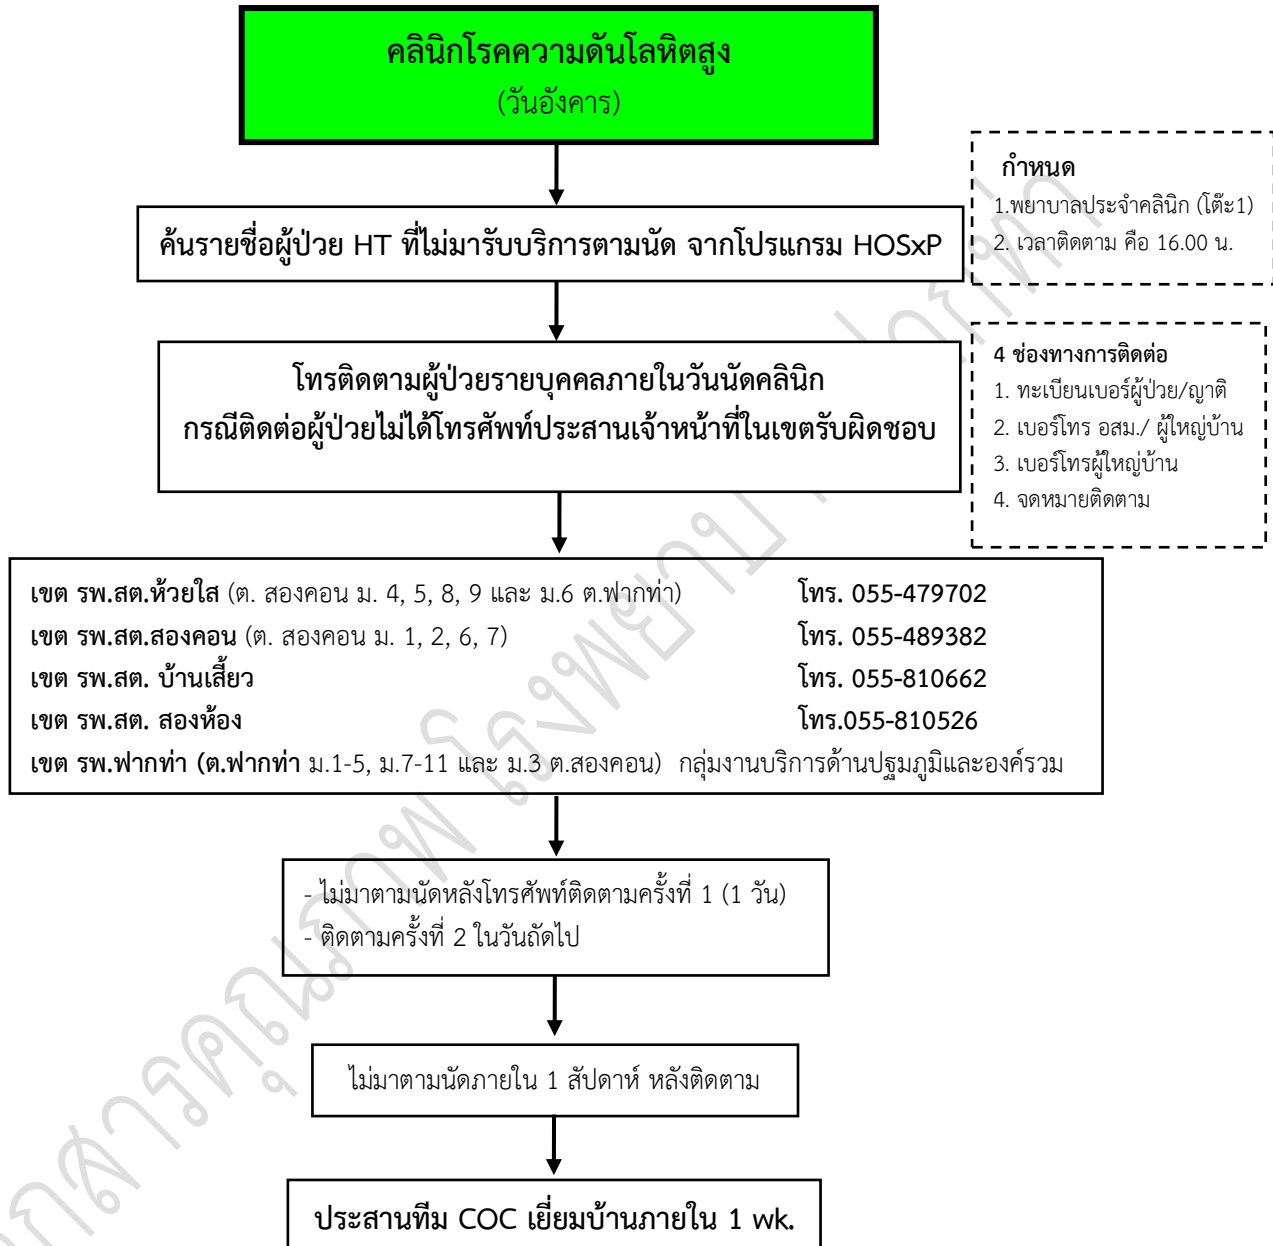 คลินิกโรคความดันโลหิตสูง
(วันอังคาร)
กำหนด
1.พยาบาลประจำคลินิก (โต๊ะ1)
2. เวลาติดตาม คือ 16.00 น.
ค้นรายชื่อผู้ป่วย HT ที่ไม่มารับบริการตามนัด จากโปรแกรม HOSxP
โทรติดตามผู้ป่วยรายบุคคลภายในวันนัดคลินิก
กรณีติดต่อผู้ป่วยไม่ได้โทรศัพท์ประสานเจ้าหน้าที่ในเขตรับผิดชอบ
4 ช่องทางการติดต่อ
1. ทะเบียนเบอร์ผู้ป่วย/ญาติ
2. เบอร์โทร อสม./ ผู้ใหญ่บ้าน
3. เบอร์โทรผู้ใหญ่บ้าน
4. จดหมายติดตาม
เขต รพ.สต.ห้วยใส (ต. สองคอน ม. 4, 5, 8, 9 และ ม.6 ต.ฟากท่า) โทร. 055-479702
เขต รพ.สต.สองคอน (ต. สองคอน ม. 1, 2, 6, 7) โทร. 055-489382
เขต รพ.สต. บ้านเสี้ยว โทร. 055-810662
เขต รพ.สต. สองห้อง โทร.055-810526
เขต รพ.ฟากท่า (ต.ฟากท่า ม.1-5, ม.7-11 และ ม.3 ต.สองคอน) กลุ่มงานบริการด้านปฐมภูมิและองค์รวม
- ไม่มาตามนัดหลังโทรศัพท์ติดตามครั้งที่ 1 (1 วัน)
- ติดตามครั้งที่ 2 ในวันถัดไป
ไม่มาตามนัดภายใน 1 สัปดาห์ หลังติดตาม
ประสานทีม COC เยี่ยมบ้านภายใน 1 wk.